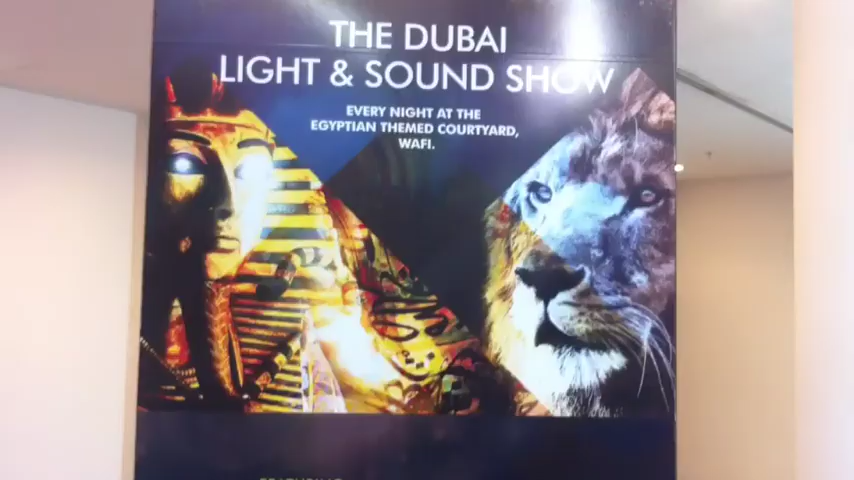 THE DUBAI
LIGHT & SOUND SHOW
EVERY NIGHT AT THE
EGYPTIAN THEMED COURTYARD,
WAFI.